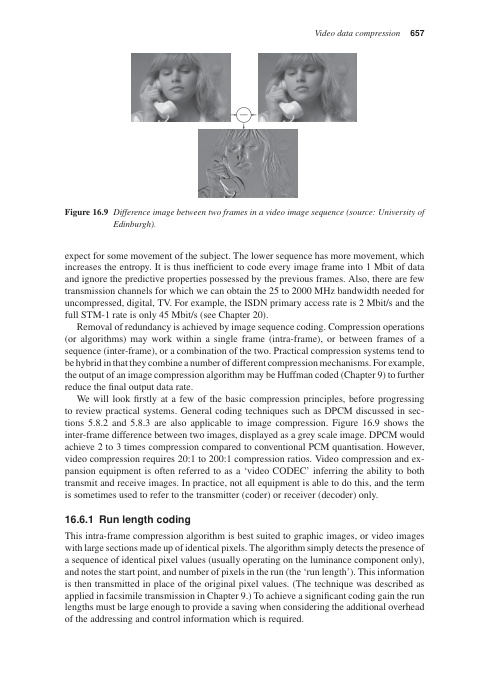 Video data compression 657
Figure 16.9 Difference image between two frames in a video image sequence (source: University of
Edinburgh).
expect for some movement of the subject. The lower sequence has more movement, which
increases the entropy. It is thus inefficient to code every image frame into 1 Mbit of data
and ignore the predictive properties possessed by the previous frames. Also, there are few
transmission channels for which we can obtain the 25 to 2000 MHz bandwidth needed for
uncompressed, digital, TV. For example, the ISDN primary access rate is 2 Mbit/s and the
full STM-1 rate is only 45 Mbit/s (see Chapter 20).
Removal of redundancy is achieved by image sequence coding. Compression operations
(or algorithms) may work within a single frame (intra-frame), or between frames of a
sequence (inter-frame), or a combination of the two. Practical compression systems tend to
be hybrid in that they combine a number of different compression mechanisms. For example,
the output of an image compression algorithm may be Huffman coded (Chapter 9) to further
reduce the final output data rate.
We will look firstly at a few of the basic compression principles, before progressing
to review practical systems. General coding techniques such as DPCM discussed in sec-
tions 5.8.2 and 5.8.3 are also applicable to image compression. Figure 16.9 shows the
inter-frame difference between two images, displayed as a grey scale image. DPCM would
achieve 2 to 3 times compression compared to conventional PCM quantisation. However,
video compression requires 20:1 to 200:1 compression ratios. Video compression and ex-
pansion equipment is often referred to as a ‘video CODEC’ inferring the ability to both
transmit and receive images. In practice, not all equipment is able to do this, and the term
is sometimes used to refer to the transmitter (coder) or receiver (decoder) only.
16.6.1 Run length coding
This intra-frame compression algorithm is best suited to graphic images, or video images
with large sections made up of identical pixels. The algorithm simply detects the presence of
a sequence of identical pixel values (usually operating on the luminance component only),
and notes the start point, and number of pixels in the run (the ‘run length’). This information
is then transmitted in place of the original pixel values. (The technique was described as
applied in facsimile transmission in Chapter 9.) To achieve a significant coding gain the run
lengths must be large enough to provide a saving when considering the additional overhead
of the addressing and control information which is required.